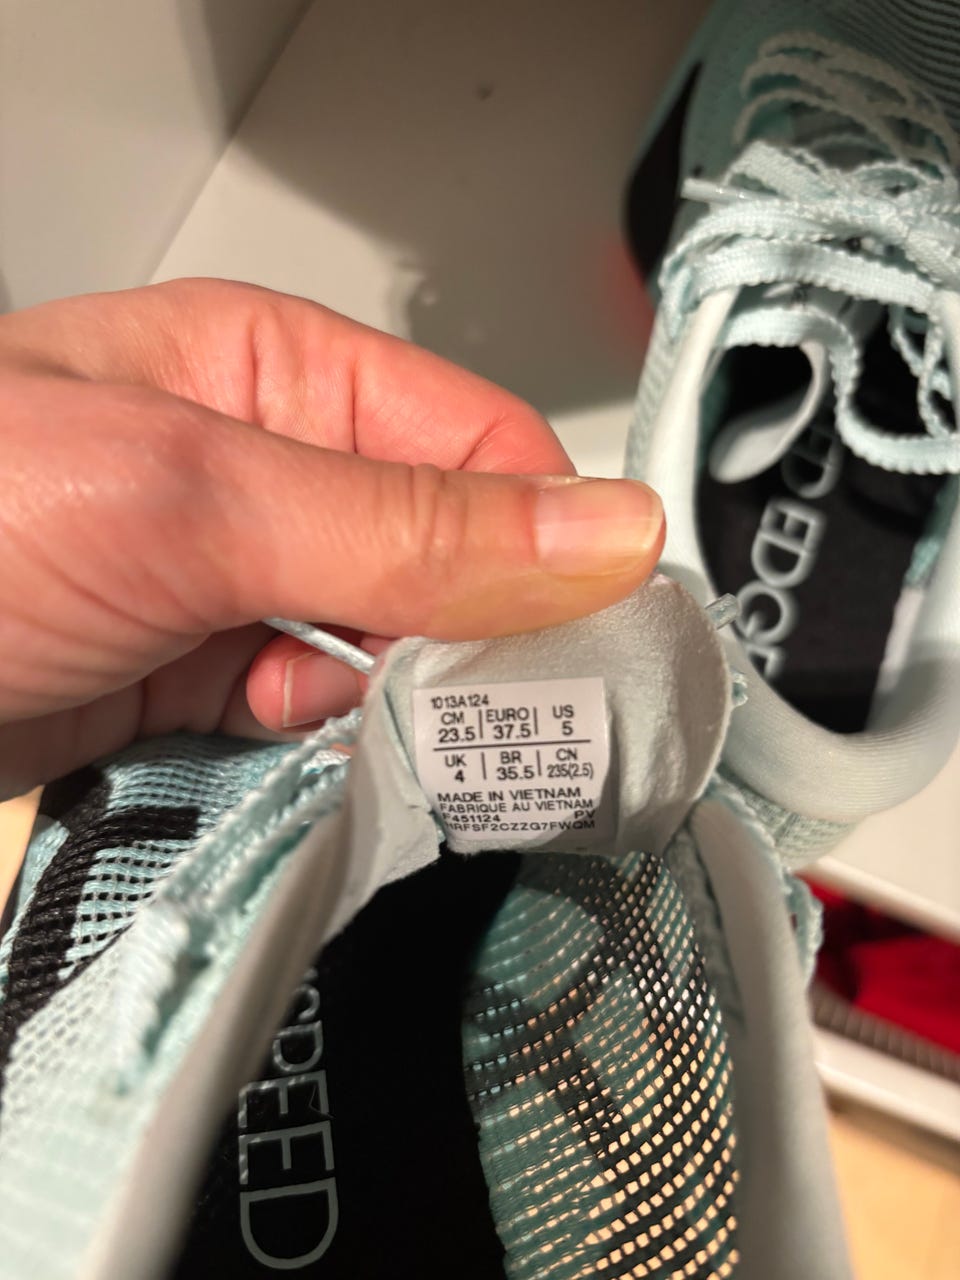 1013A124
CM | EURO | US
23.5 | 37.5 | 5
UK | BR | CN
4 | 35.5 | 235(2.5)
MADE IN VIETNAM
FABRIQUE AU VIETNAM
F451124 PV
EDGE
SPEED